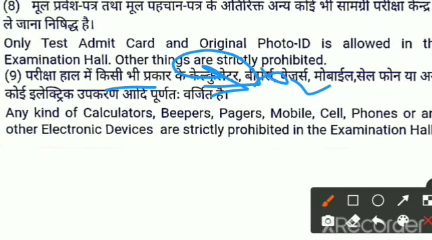 (8) मूल प्रवेश-पत्र तथा मूल पहचान-पत्र के अतिरिक्त अन्य कोई भी सामग्री परीक्षा केन्द्र
ले जाना निषिद्ध है।
Only Test Admit Card and Original Photo-ID is allowed in th
Examination Hall. Other things are strictly prohibited.
(9) परीक्षा हाल में किसी भी प्रकार के केल्कुलेटर, बीपर्स, पेजर्स, मोबाईल,सेल फोन या अन
कोई इलेक्ट्रिक उपकरण आदि पूर्णतः वर्जित है।
Any kind of Calculators, Beepers, Pagers, Mobile, Cell, Phones or an
other Electronic Devices are strictly prohibited in the Examination Hall
XRecorder